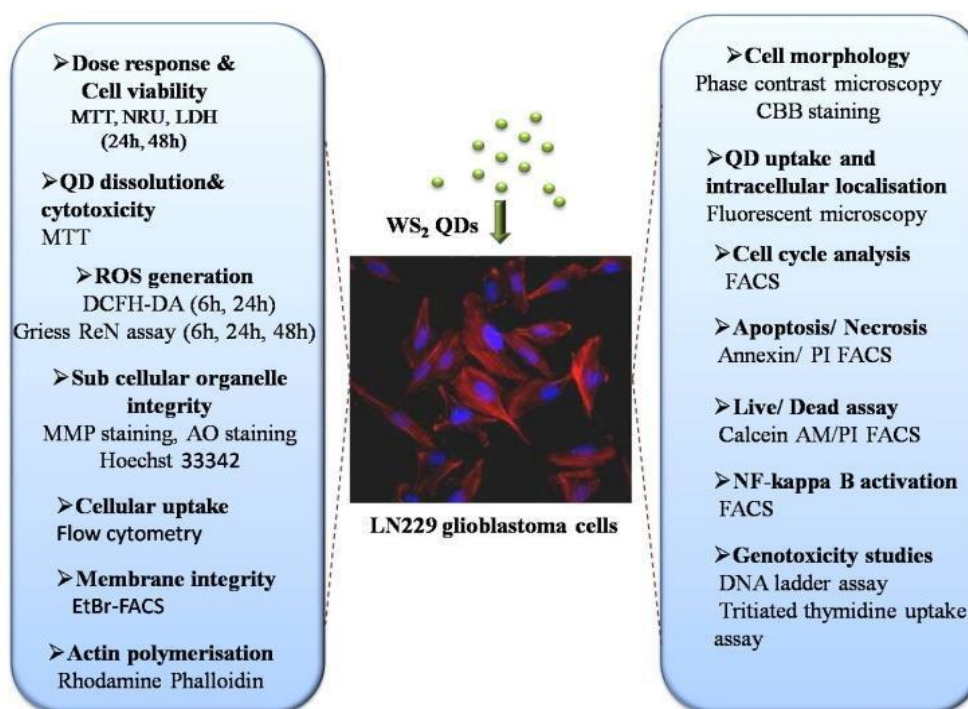 ➢Dose response &
Cell viability
MTT, NRU, LDH
(24h, 48h)
➢QD dissolution&
cytotoxicity
MTT
➢ROS generation
DCFH-DA (6h, 24h)
Griess ReN assay (6h, 24h, 48h)
➢Sub cellular organelle
integrity
MMP staining, AO staining
Hoechst 33342
➢Cellular uptake
Flow cytometry
➢Membrane integrity
EtBr-FACS
➢Actin polymerisation
Rhodamine Phalloidin
WS₂ QDs
LN229 glioblastoma cells
➢Cell morphology
Phase contrast microscopy
CBB staining
➢QD uptake and
intracellular localisation
Fluorescent microscopy
➢Cell cycle analysis
FACS
➢Apoptosis/ Necrosis
Annexin/ PI FACS
➢Live/ Dead assay
Calcein AM/PI FACS
➢NF-kappa B activation
FACS
➢Genotoxicity studies
DNA ladder assay
Tritiated thymidine uptake
assay